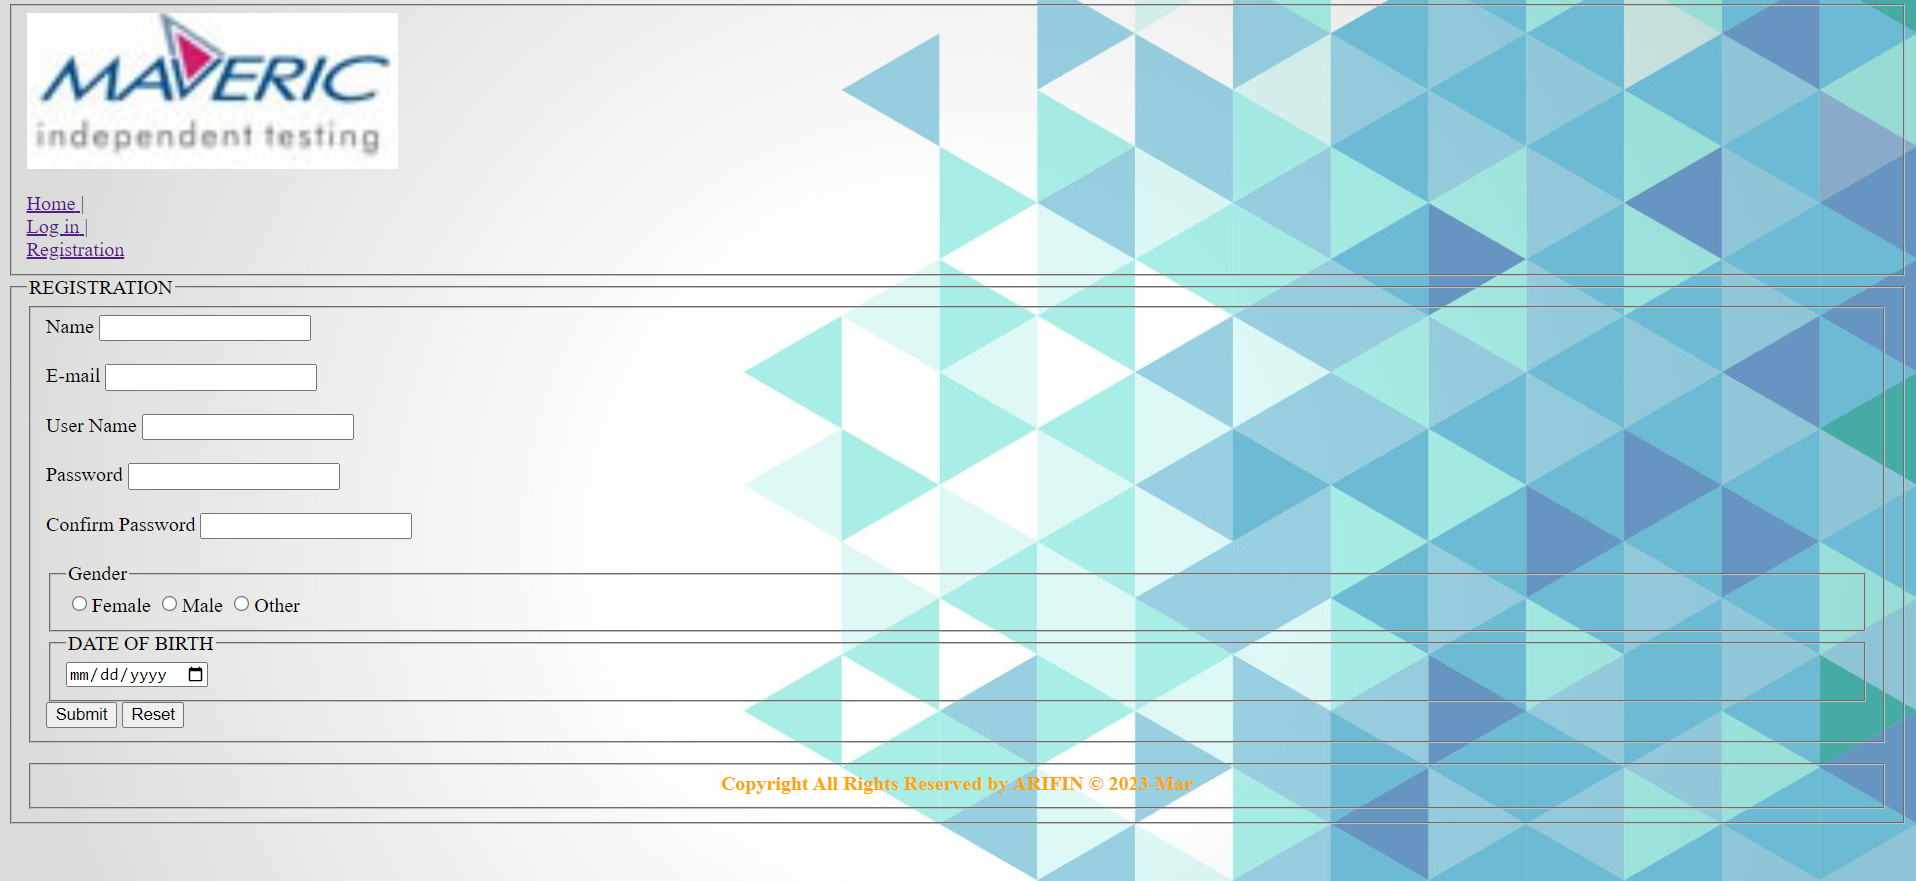 MAVERIC
independent testing
Home |
Log in |
Registration
REGISTRATION
Name
E-mail
User Name
Password
Confirm Password
Gender
Female Male Other
DATE OF BIRTH
mm/dd/yyyy
Submit Reset
Copyright All Rights Reserved by ARIFIN © 2023-Mar